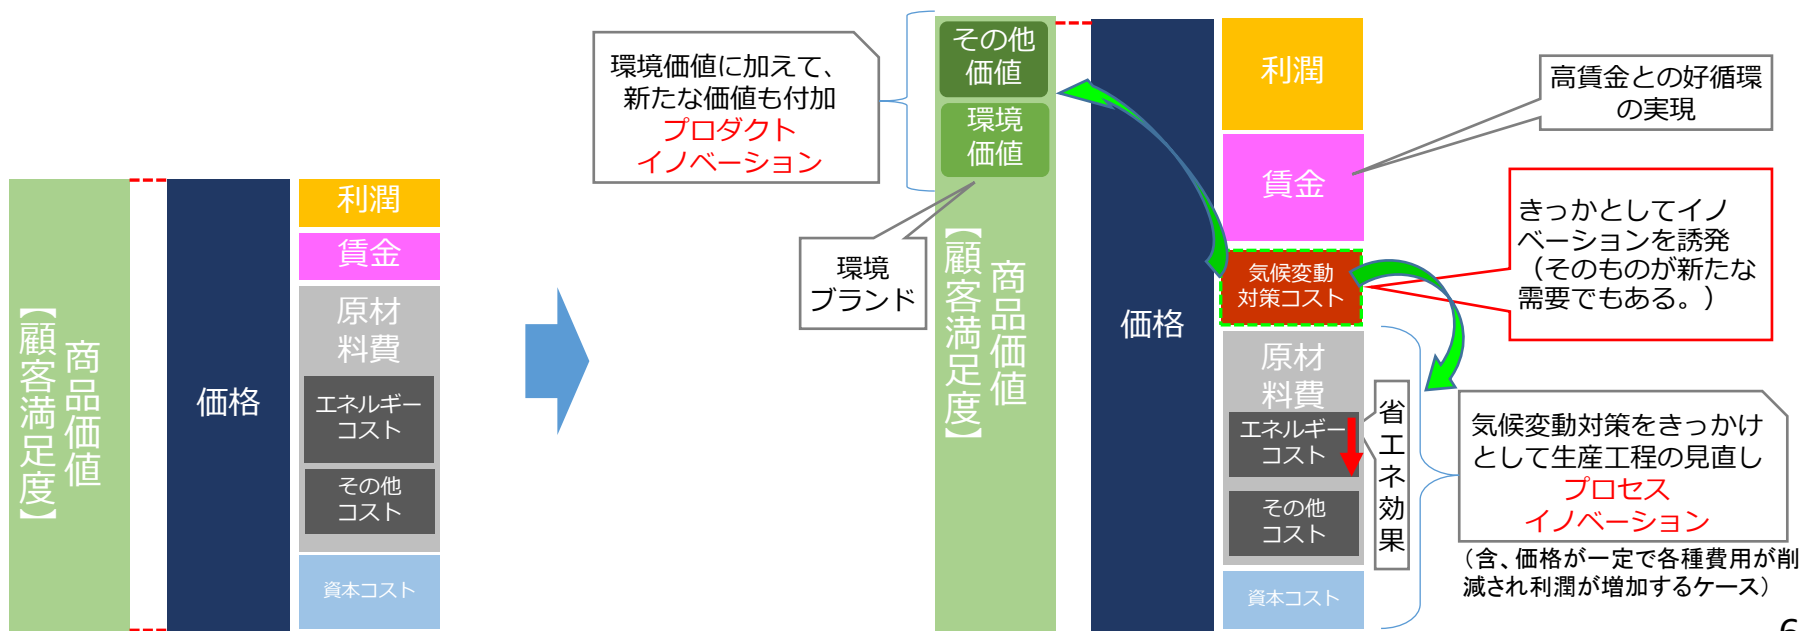 商品価値
【顧客満足度】
価格
利潤
賃金
原材
料費
エネルギー
コスト
その他
コスト
資本コスト
環境価値に加えて、
新たな価値も付加
プロダクト
イノベーション
環境
ブランド
その他
価値
環境
価値
商品価値
【顧客満足度】
価格
利潤
賃金
気候変動
対策コスト
原材
料費
エネルギー
コスト
その他
コスト
資本コスト
省エネ効果
高賃金との好循環
の実現
きっかとしてイノ
ベーションを誘発
（そのものが新たな
需要でもある。）
気候変動対策をきっかけ
として生産工程の見直し
プロセス
イノベーション
（含、価格が一定で各種費用が削
減され利潤が増加するケース）
6